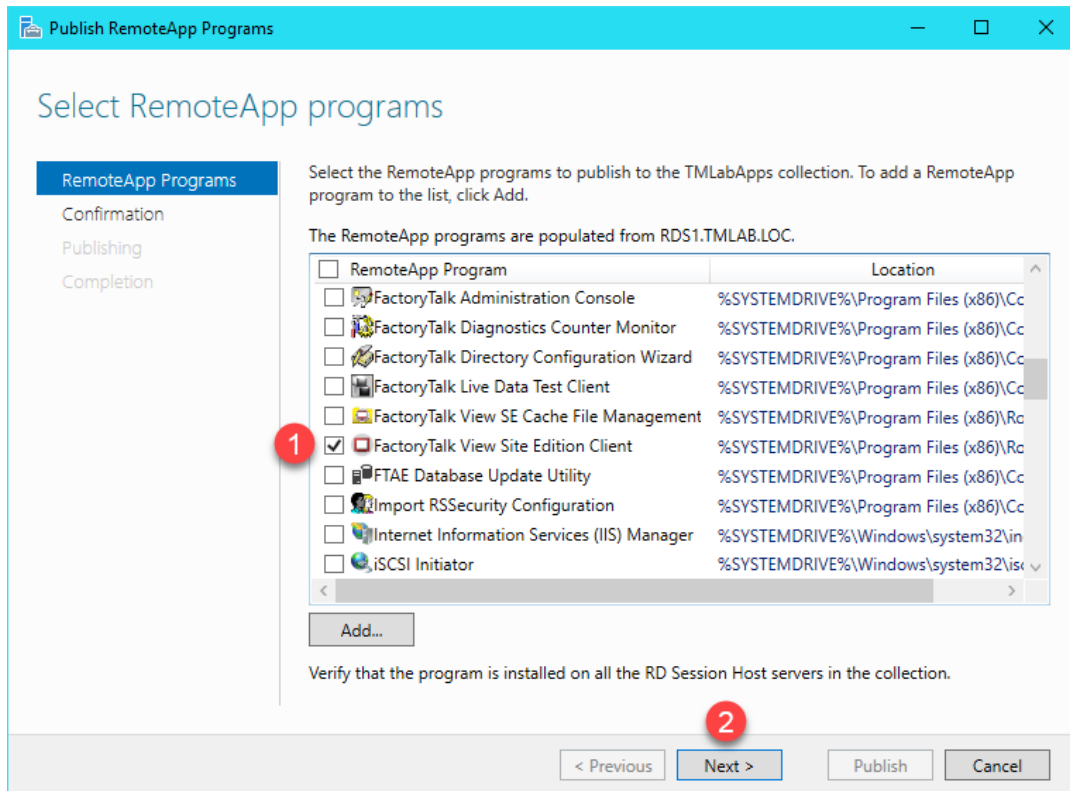 Publish RemoteApp Programs
Select RemoteApp programs
RemoteApp Programs
Confirmation
Publishing
Completion
Select the RemoteApp programs to publish to the TMLabApps collection. To add a RemoteApp
program to the list, click Add.
The RemoteApp programs are populated from RDS1.TMLAB.LOC.
RemoteApp Program Location
FactoryTalk Administration Console %SYSTEMDRIVE%\Program Files (x86)\Cc
FactoryTalk Diagnostics Counter Monitor %SYSTEMDRIVE%\Program Files (x86)\Cc
FactoryTalk Directory Configuration Wizard %SYSTEMDRIVE%\Program Files (x86)\Cc
FactoryTalk Live Data Test Client %SYSTEMDRIVE%\Program Files (x86)\Cc
FactoryTalk View SE Cache File Management %SYSTEMDRIVE%\Program Files (x86)\Ro
1 FactoryTalk View Site Edition Client %SYSTEMDRIVE%\Program Files (x86)\Ro
FTAE Database Update Utility %SYSTEMDRIVE%\Program Files (x86)\Cc
Import RSSecurity Configuration %SYSTEMDRIVE%\Program Files (x86)\Cc
Internet Information Services (IIS) Manager %SYSTEMDRIVE%\Windows\system32\in
iSCSI Initiator %SYSTEMDRIVE%\Windows\system32\isc
Add...
Verify that the program is installed on all the RD Session Host servers in the collection.
2
< Previous Next > Publish Cancel